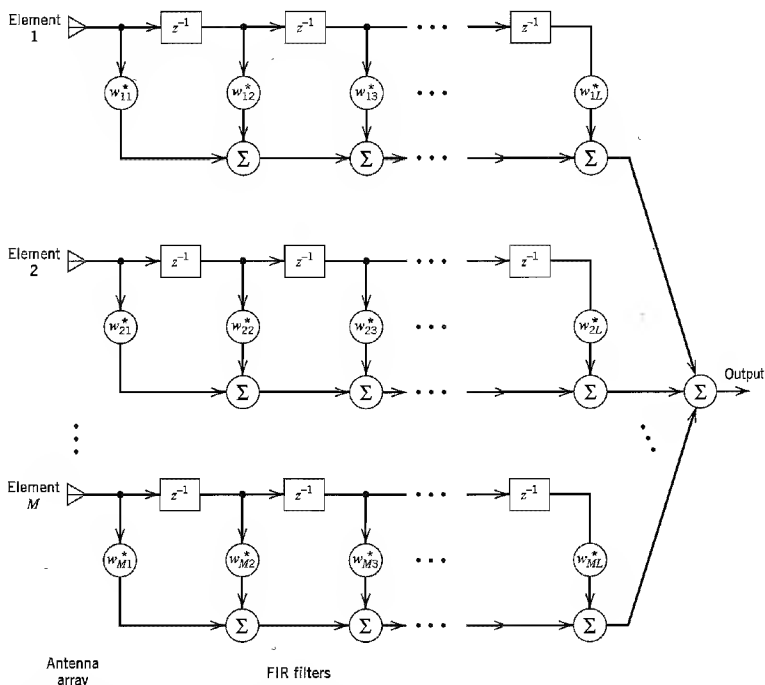 Element
1
z⁻¹ z⁻¹ • • • z⁻¹
w*₁₁ w*₁₂ w*₁₃ • • • w*₁L
Σ Σ • • • Σ
Element
2
z⁻¹ z⁻¹ • • • z⁻¹
w*₂₁ w*₂₂ w*₂₃ • • • w*₂L
Σ Σ • • • Σ
Σ Output
Element
M
z⁻¹ z⁻¹ • • • z⁻¹
w*M1 w*M2 w*M3 • • • w*ML
Σ Σ • • • Σ
Antenna
array
FIR filters